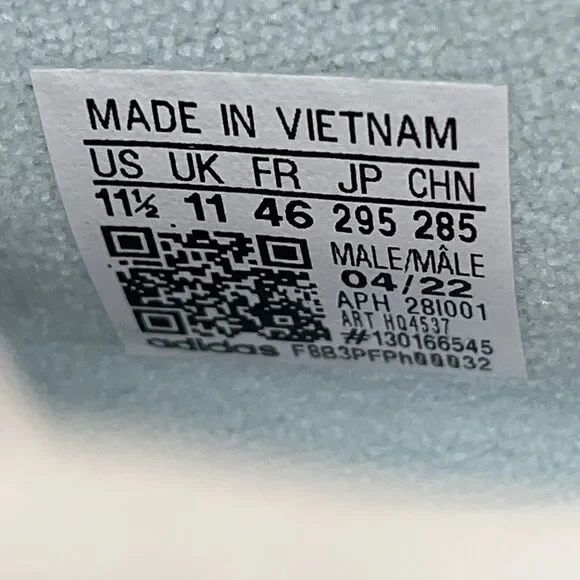 MADE IN VIETNAM
US UK FR JP CHN
11½ 11 46 295 285
MALE/MÂLE
04/22
APH 28I001
ART HQ4537
#130166545
adidas F8B3PFPh00032